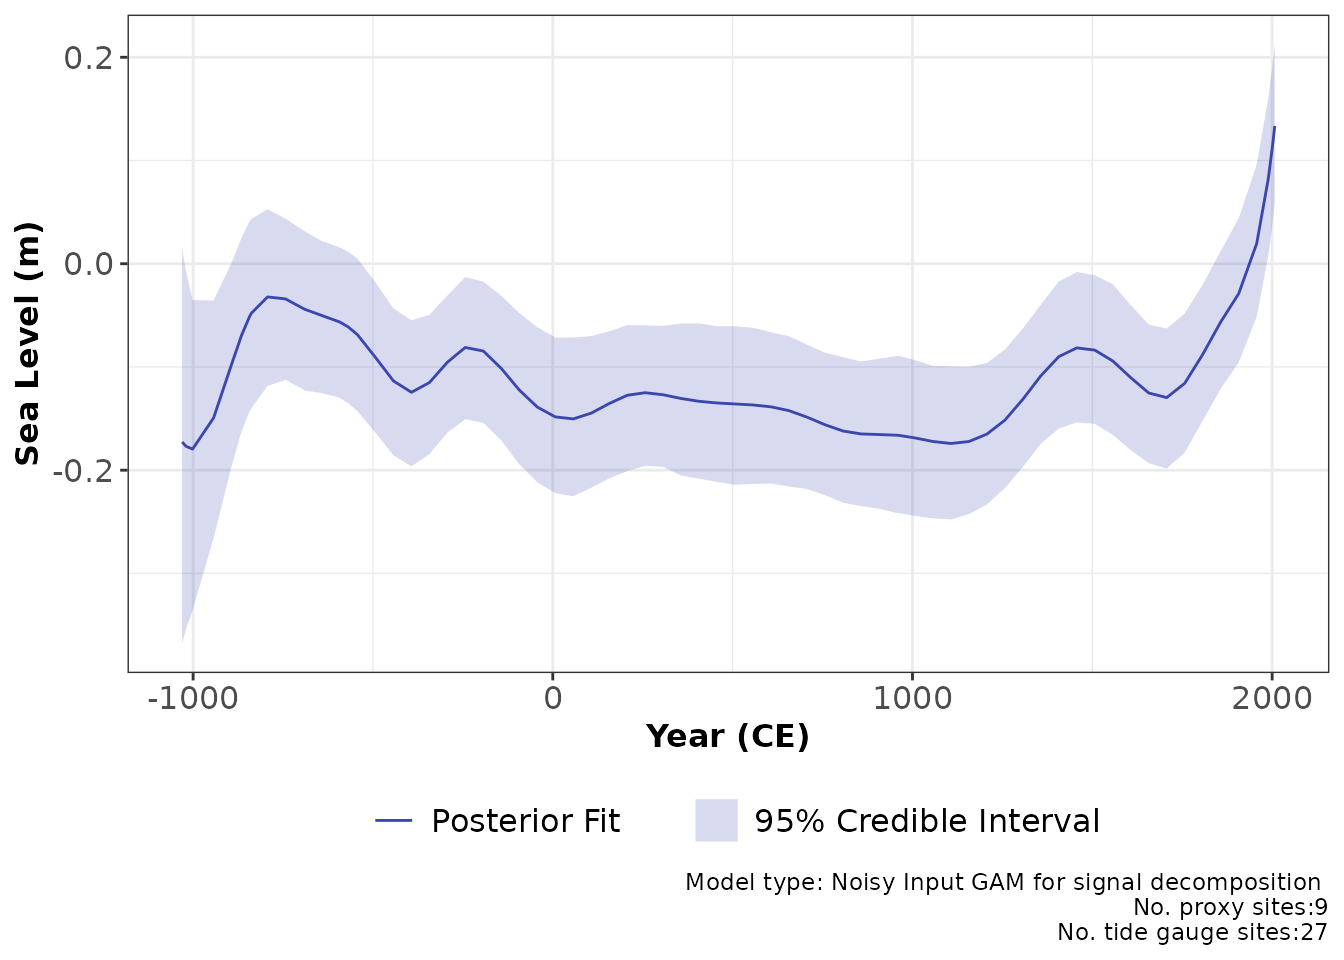 0.2
0.0
-0.2
Sea Level (m)
-1000 0 1000 2000
Year (CE)
Posterior Fit 95% Credible Interval
Model type: Noisy Input GAM for signal decomposition
No. proxy sites:9
No. tide gauge sites:27